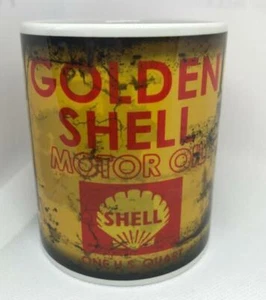 GOLDEN
SHELL
MOTOR OIL
SHELL
ONE U.S. QUART